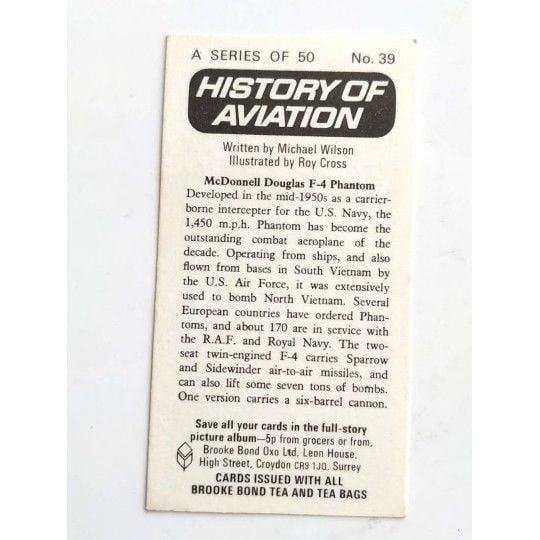 A SERIES OF 50 No. 39
HISTORY OF
AVIATION
Written by Michael Wilson
Illustrated by Roy Cross
McDonnell Douglas F-4 Phantom
Developed in the mid-1950s as a carrier-
borne intercepter for the U.S. Navy, the
1,450 m.p.h. Phantom has become the
outstanding combat aeroplane of the
decade. Operating from ships, and also
flown from bases in South Vietnam by
the U.S. Air Force, it was extensively
used to bomb North Vietnam. Several
European countries have ordered Phan-
toms, and about 170 are in service with
the R.A.F. and Royal Navy. The two-
seat twin-engined F-4 carries Sparrow
and Sidewinder air-to-air missiles, and
can also lift some seven tons of bombs.
One version carries a six-barrel cannon.
Save all your cards in the full-story
picture album—5p from grocers or from,
Brooke Bond Oxo Ltd, Leon House,
High Street, Croydon CR9 1JQ. Surrey
CARDS ISSUED WITH ALL
BROOKE BOND TEA AND TEA BAGS